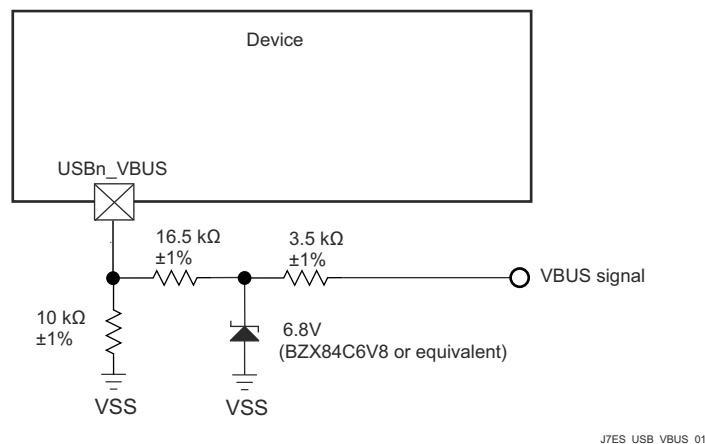 Device
USBn_VBUS
16.5 kΩ
±1%
3.5 kΩ
±1%
VBUS signal
10 kΩ
±1%
6.8V
(BZX84C6V8 or equivalent)
VSS
VSS
J7ES_USB_VBUS_01